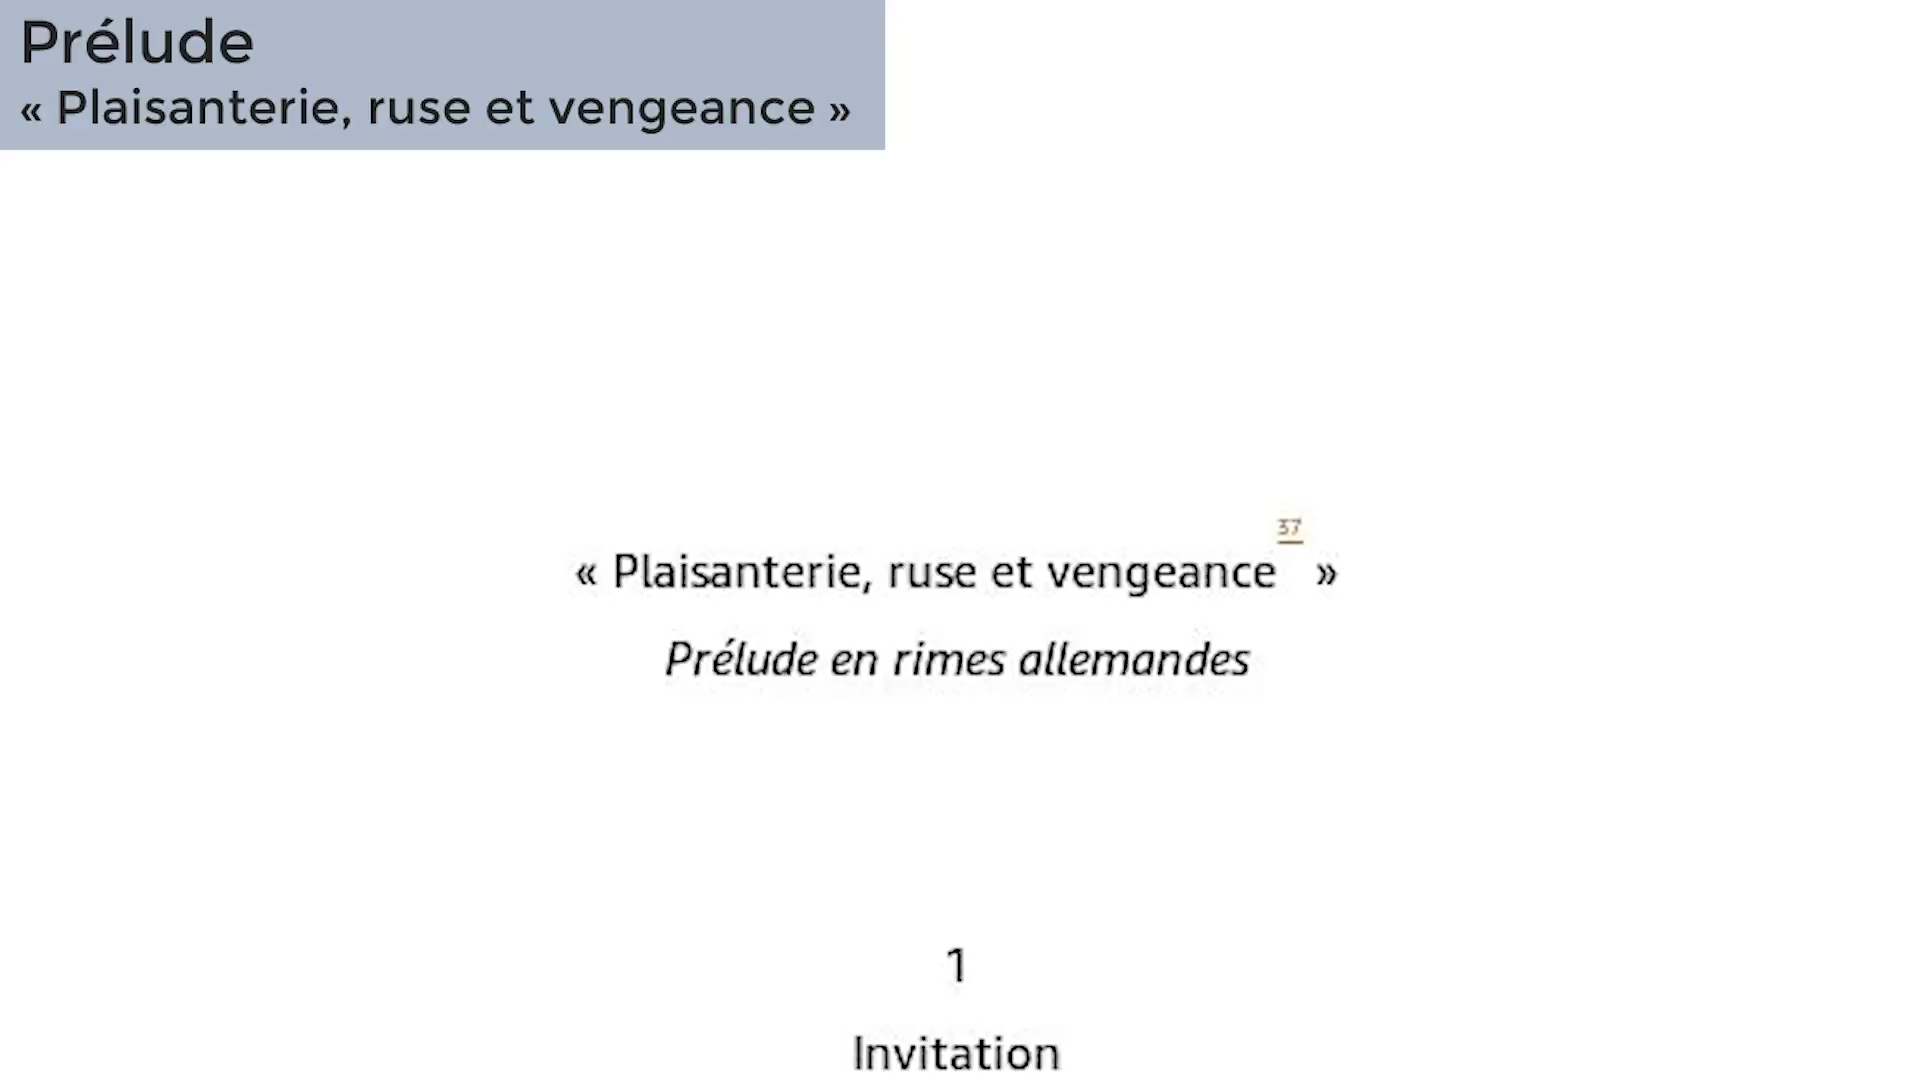 Prélude
« Plaisanterie, ruse et vengeance »
« Plaisanterie, ruse et vengeance 37 »
Prélude en rimes allemandes
1
Invitation